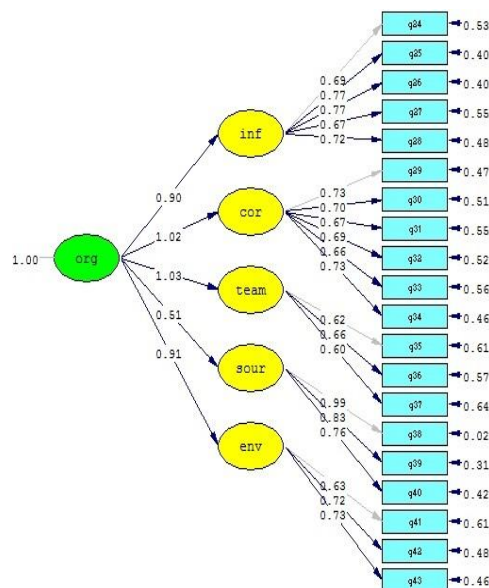 q24 0.53
q25 0.40
0.69 q26 0.40
0.77
0.77 q27 0.55
0.67
inf 0.72 q28 0.48
q29 0.47
0.90 0.73 q30 0.51
0.70
cor 0.67 q31 0.55
0.69
1.02 0.66 q32 0.52
0.73 q33 0.56
1.00 org
1.03 team q34 0.46
0.62 q35 0.61
0.66
0.51 0.60 q36 0.57
q37 0.64
sour 0.99 q38 0.02
0.91 0.83
0.76 q39 0.31
q40 0.42
env 0.63 q41 0.61
0.72
0.73 q42 0.48
q43 0.46